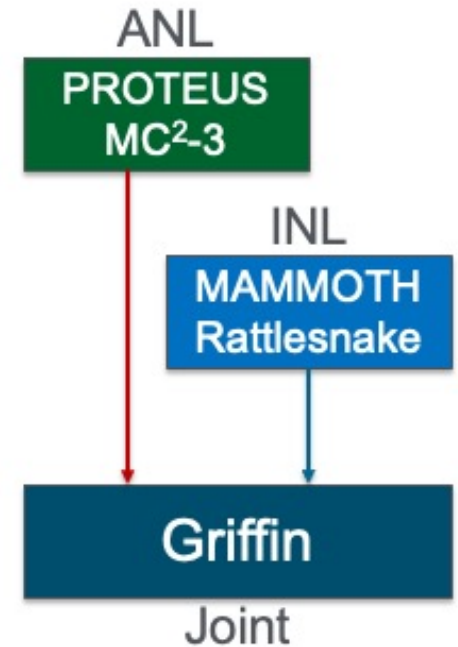 ANL
PROTEUS
MC²-3
INL
MAMMOTH
Rattlesnake
Griffin
Joint